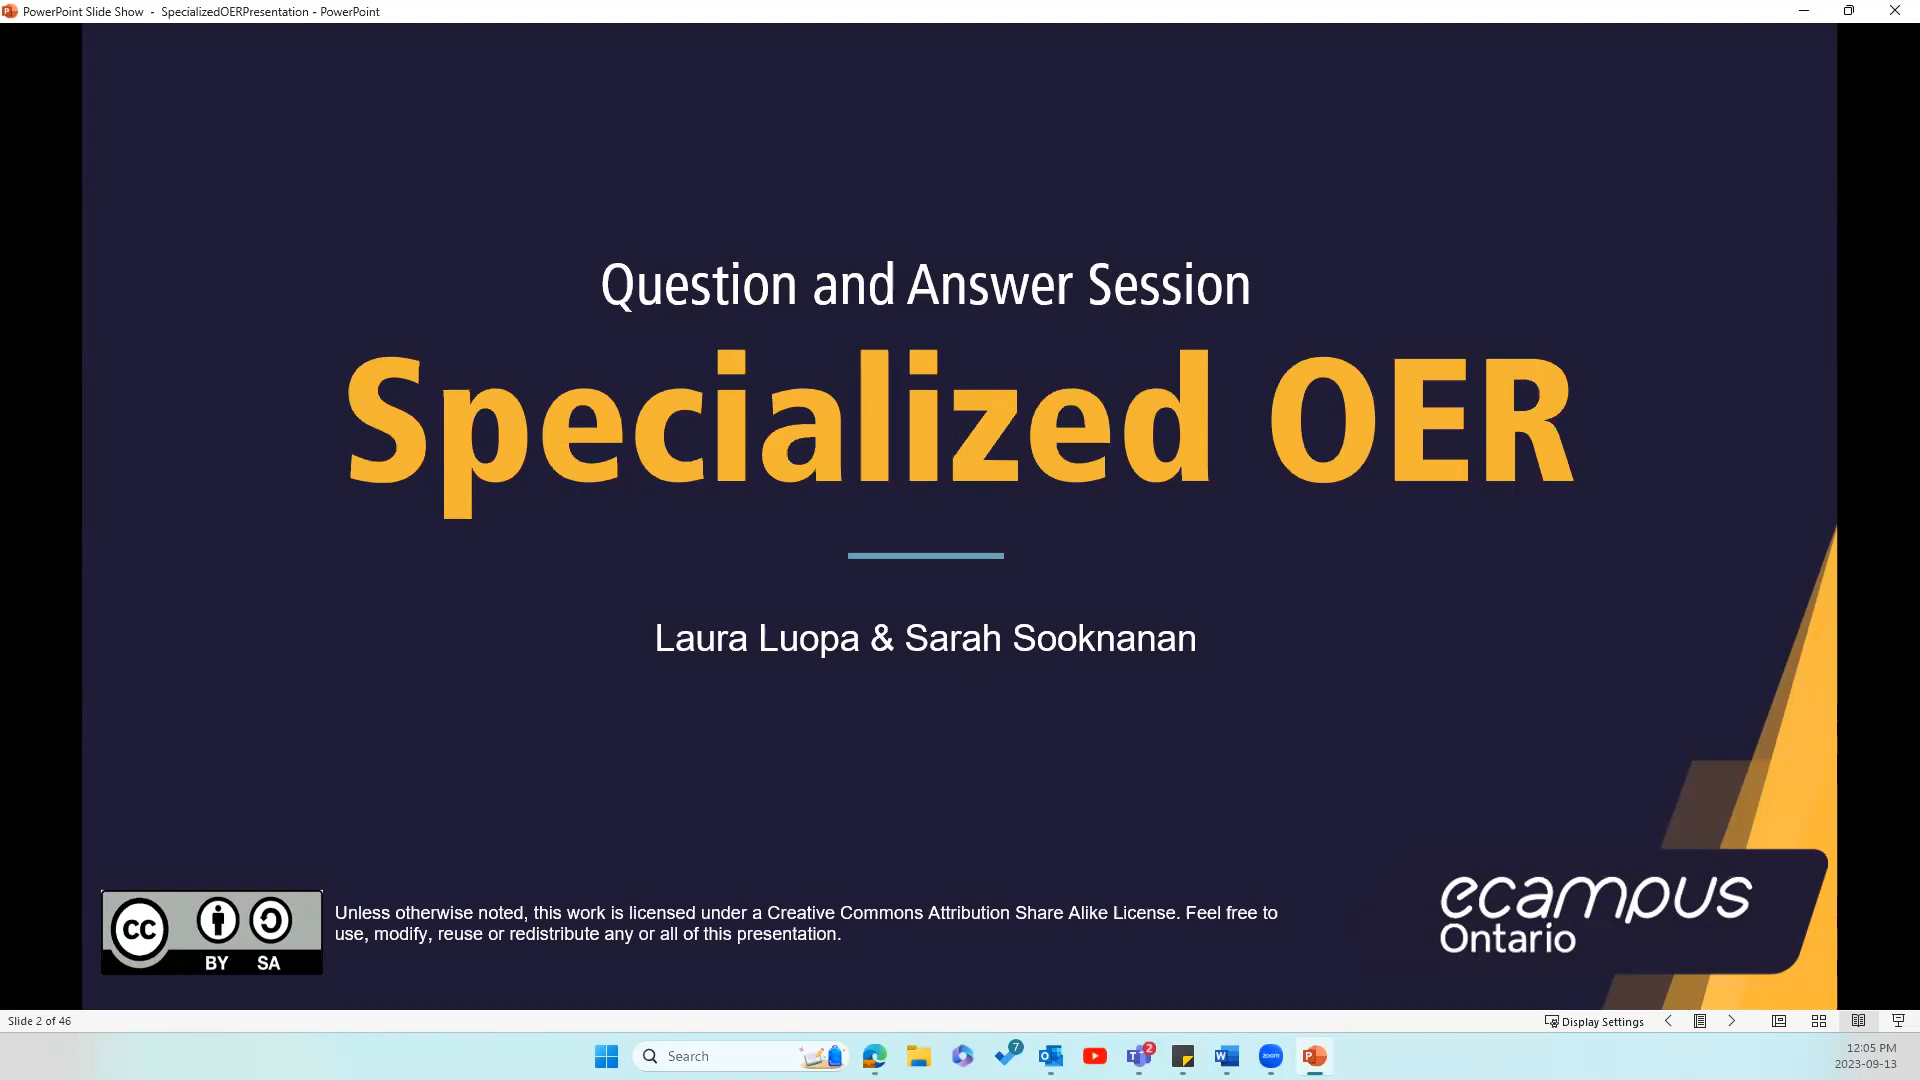 PowerPoint Slide Show - SpecializedOERPresentation - PowerPoint
Question and Answer Session
Specialized OER
Laura Luopa & Sarah Sooknanan
cc
BY SA
Unless otherwise noted, this work is licensed under a Creative Commons Attribution Share Alike License. Feel free to
use, modify, reuse or redistribute any or all of this presentation.
ecampus
Ontario
Slide 2 of 46
Display Settings
Search
7
2
zoom
12:05 PM
2023-09-13